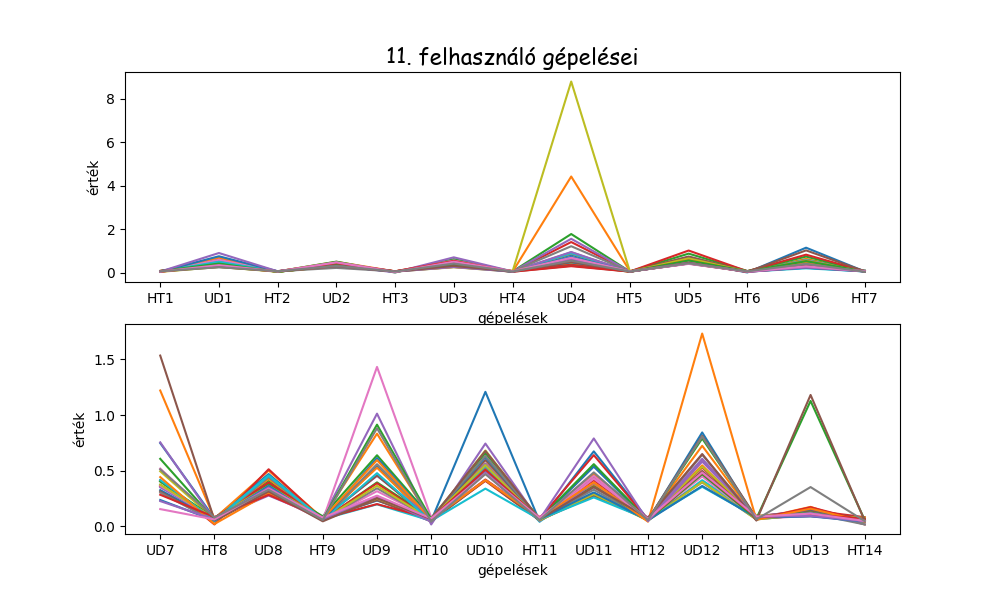 11. felhasználó gépelései
8
6
4
2
0
érték
HT1 UD1 HT2 UD2 HT3 UD3 HT4 UD4 HT5 UD5 HT6 UD6 HT7
gépelések
1.5
1.0
0.5
0.0
érték
UD7 HT8 UD8 HT9 UD9 HT10 UD10 HT11 UD11 HT12 UD12 HT13 UD13 HT14
gépelések